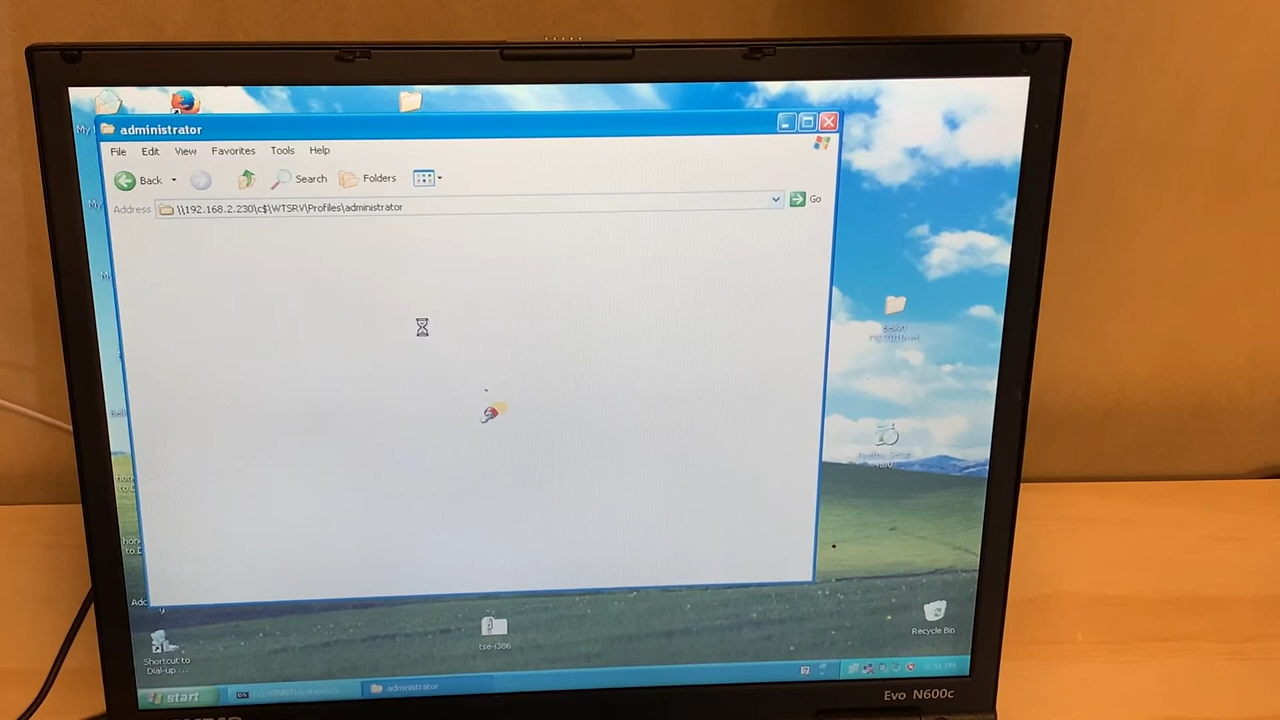 administrator
File Edit View Favorites Tools Help
Back Search Folders
Address \\192.168.2.230\c$\WTSRV\Profiles\administrator Go
Recycle Bin
tse-i386
Shortcut to
Dial-up ...
start administrator
Evo N600c